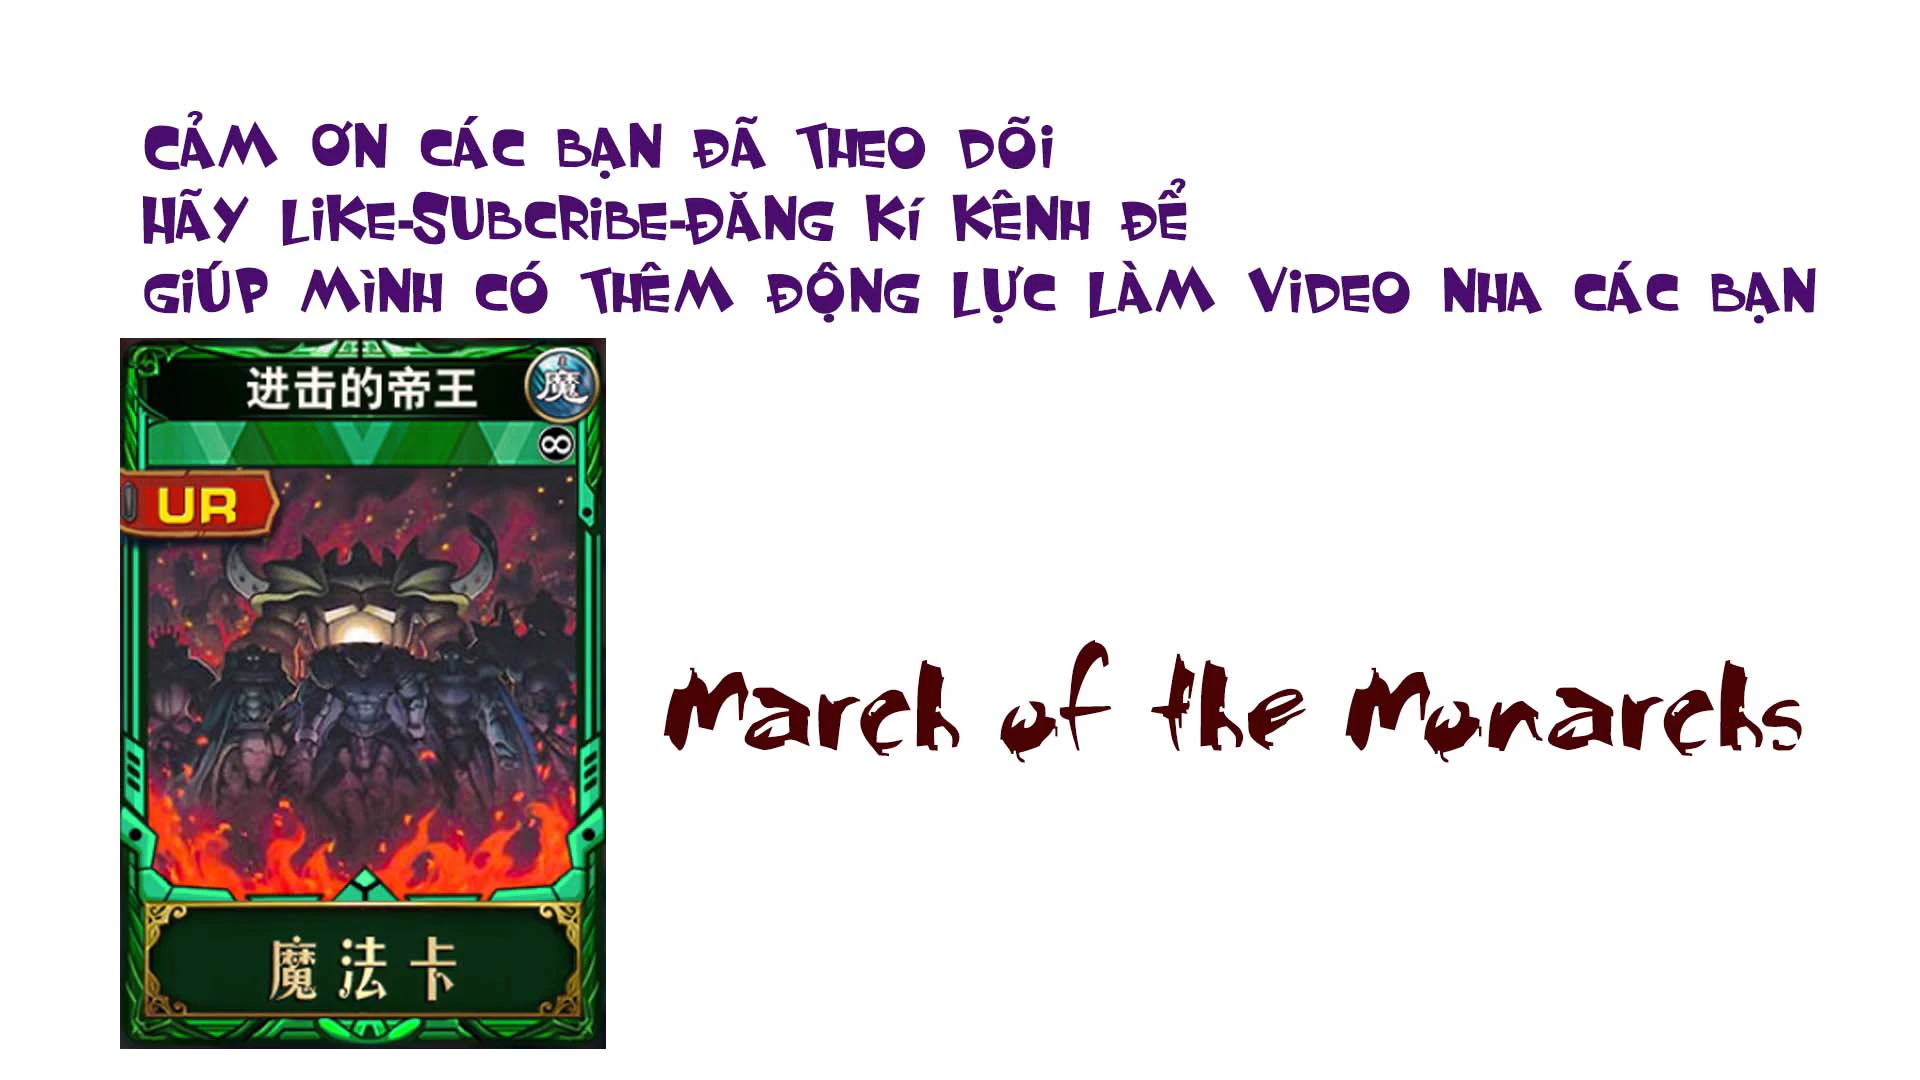 CẢM ƠN CÁC BẠN ĐÃ THEO DÕI
HÃY LIKE-SUBCRIBE-ĐĂNG KÍ KÊNH ĐỂ
GIÚP MÌNH CÓ THÊM ĐỘNG LỰC LÀM VIDEO NHA CÁC BẠN
进击的帝王
魔
∞
UR
March of the Monarchs
魔法卡